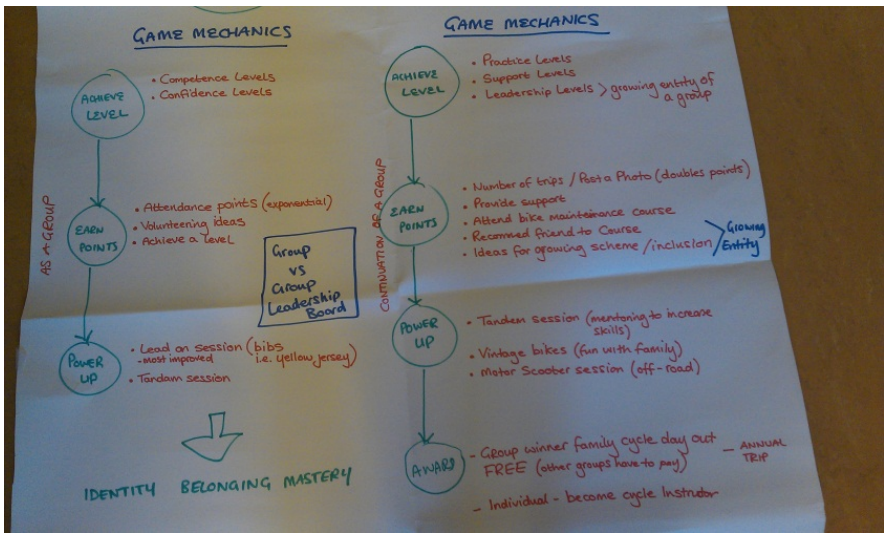 GAME MECHANICS
ACHIEVE
LEVEL
• Competence Levels
• Confidence Levels
AS A GROUP
EARN
POINTS
• Attendance points (exponential)
• Volunteering ideas
• Achieve a level
Group
vs
Group
Leadership
Board
POWER
UP
• Lead on session (bibs
- most improved i.e. yellow jersey)
• Tandam session
IDENTITY BELONGING MASTERY
GAME MECHANICS
ACHIEVE
LEVEL
• Practice Levels
• Support Levels
• Leadership Levels > growing entity of
a group
CONTINUATION OF A GROUP
EARN
POINTS
• Number of trips / Post a Photo (doubles points)
• Provide support
• Attend bike maintainance course
• Recommed friend to Course
• Ideas for growing scheme / inclusion
Growing
Entity
POWER
UP
• Tandem session (mentoring to increase
skills)
• Vintage bikes (fun with family)
• Motor Scoober session (off-road)
AWARD
- Group winner family cycle day out
FREE (other groups have to pay)
- ANNUAL
TRIP
- Individual - become cycle Instrudor